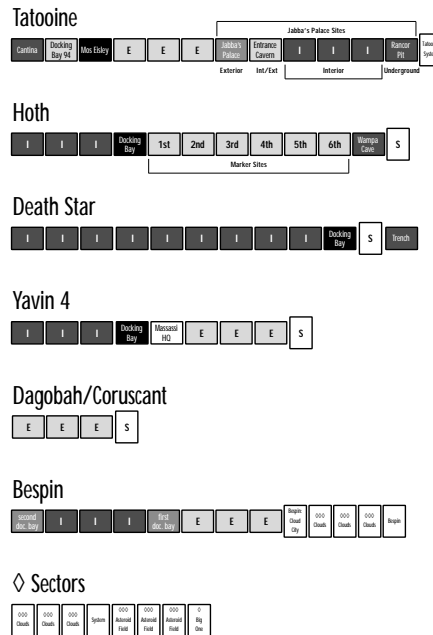 Tatooine
Jabba's Palace Sites
Cantina Docking Bay 94 Mos Eisley E E E Jabba's Palace Entrance Cavern I I I Rancor Pit
Exterior Int/Ext Interior Underground
Hoth
I I I Docking Bay 1st 2nd 3rd 4th 5th 6th Wampa Cave S
Marker Sites
Death Star
I I I I I I I I I Docking Bay S Trench
Yavin 4
I I I Docking Bay Massassi HQ E E E S
Dagobah/Coruscant
E E E S
Bespin
second doc. bay I I I first doc. bay E E E Bespin: Cloud City ◊◊◊ Clouds ◊◊◊ Clouds ◊◊◊ Clouds Bespin
◊ Sectors
◊◊◊ Clouds ◊◊◊ Clouds ◊◊◊ Clouds System ◊◊◊ Asteroid Field ◊◊◊ Asteroid Field ◊◊◊ Asteroid Field ◊ Big One